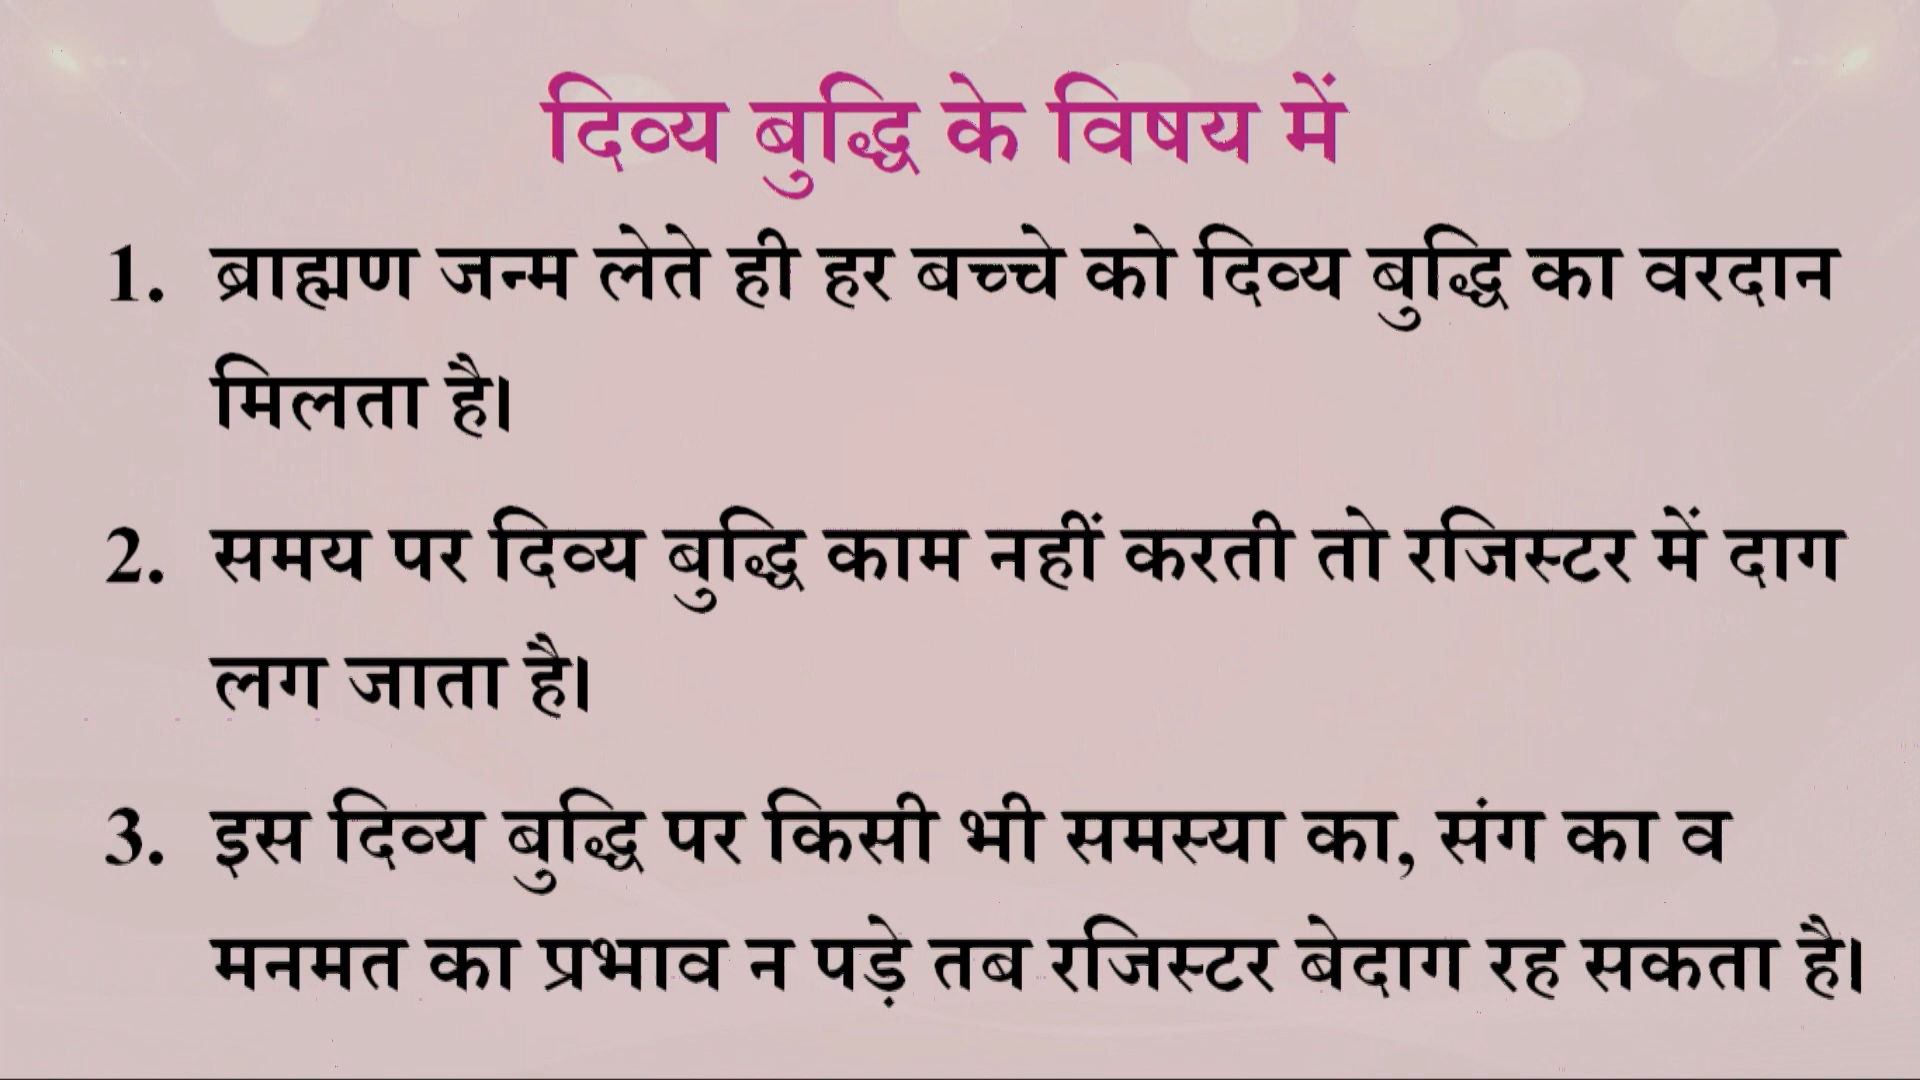 दिव्य बुद्धि के विषय में
1. ब्राह्मण जन्म लेते ही हर बच्चे को दिव्य बुद्धि का वरदान
मिलता है।
2. समय पर दिव्य बुद्धि काम नहीं करती तो रजिस्टर में दाग
लग जाता है।
3. इस दिव्य बुद्धि पर किसी भी समस्या का, संग का व
मनमत का प्रभाव न पड़े तब रजिस्टर बेदाग रह सकता है।